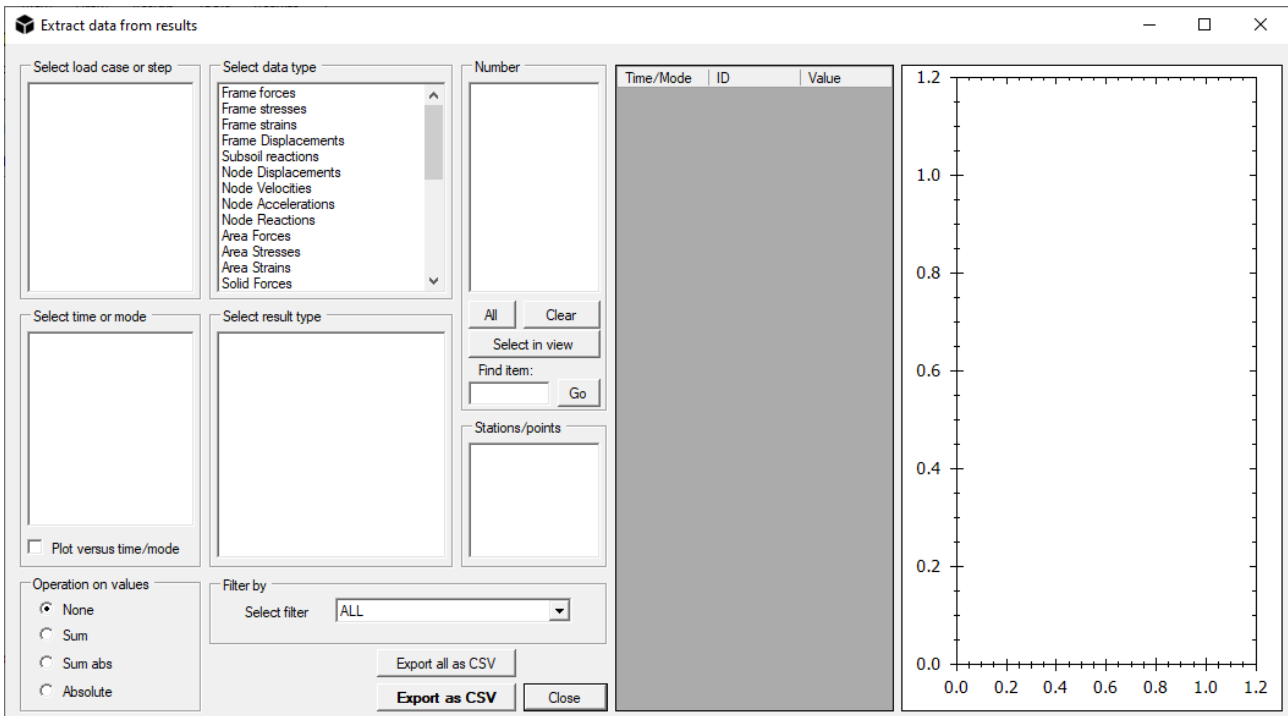 Extract data from results
Select load case or step
Select data type
Frame forces
Frame stresses
Frame strains
Frame Displacements
Subsoil reactions
Node Displacements
Node Velocities
Node Accelerations
Node Reactions
Area Forces
Area Stresses
Area Strains
Solid Forces
Number
All
Clear
Select in view
Find item:
Go
Select time or mode
Plot versus time/mode
Select result type
Stations/points
Operation on values
None
Sum
Sum abs
Absolute
Filter by
Select filter
ALL
Export all as CSV
Export as CSV
Close
Time/Mode ID Value
1.2
1.0
0.8
0.6
0.4
0.2
0.0
0.0 0.2 0.4 0.6 0.8 1.0 1.2